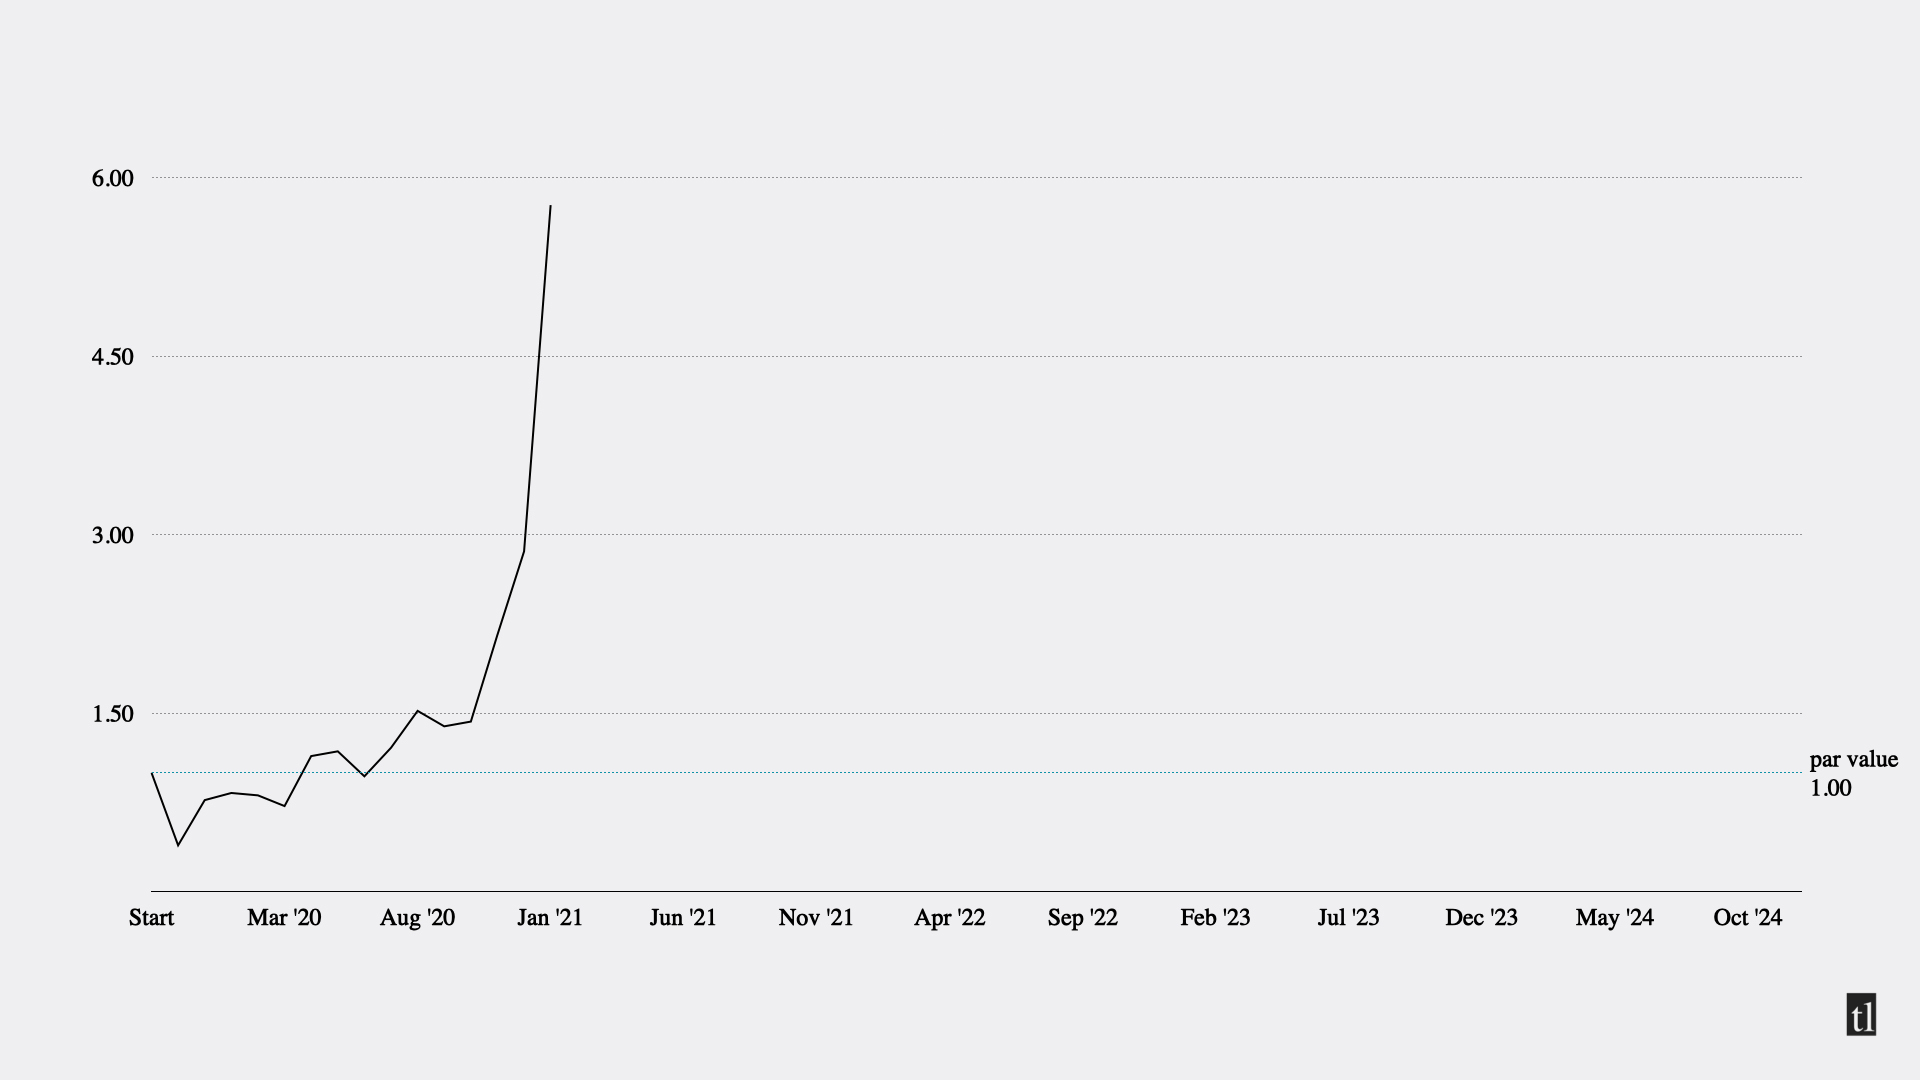 6.00
4.50
3.00
1.50
par value
1.00
Start Mar '20 Aug '20 Jan '21 Jun '21 Nov '21 Apr '22 Sep '22 Feb '23 Jul '23 Dec '23 May '24 Oct '24
tl